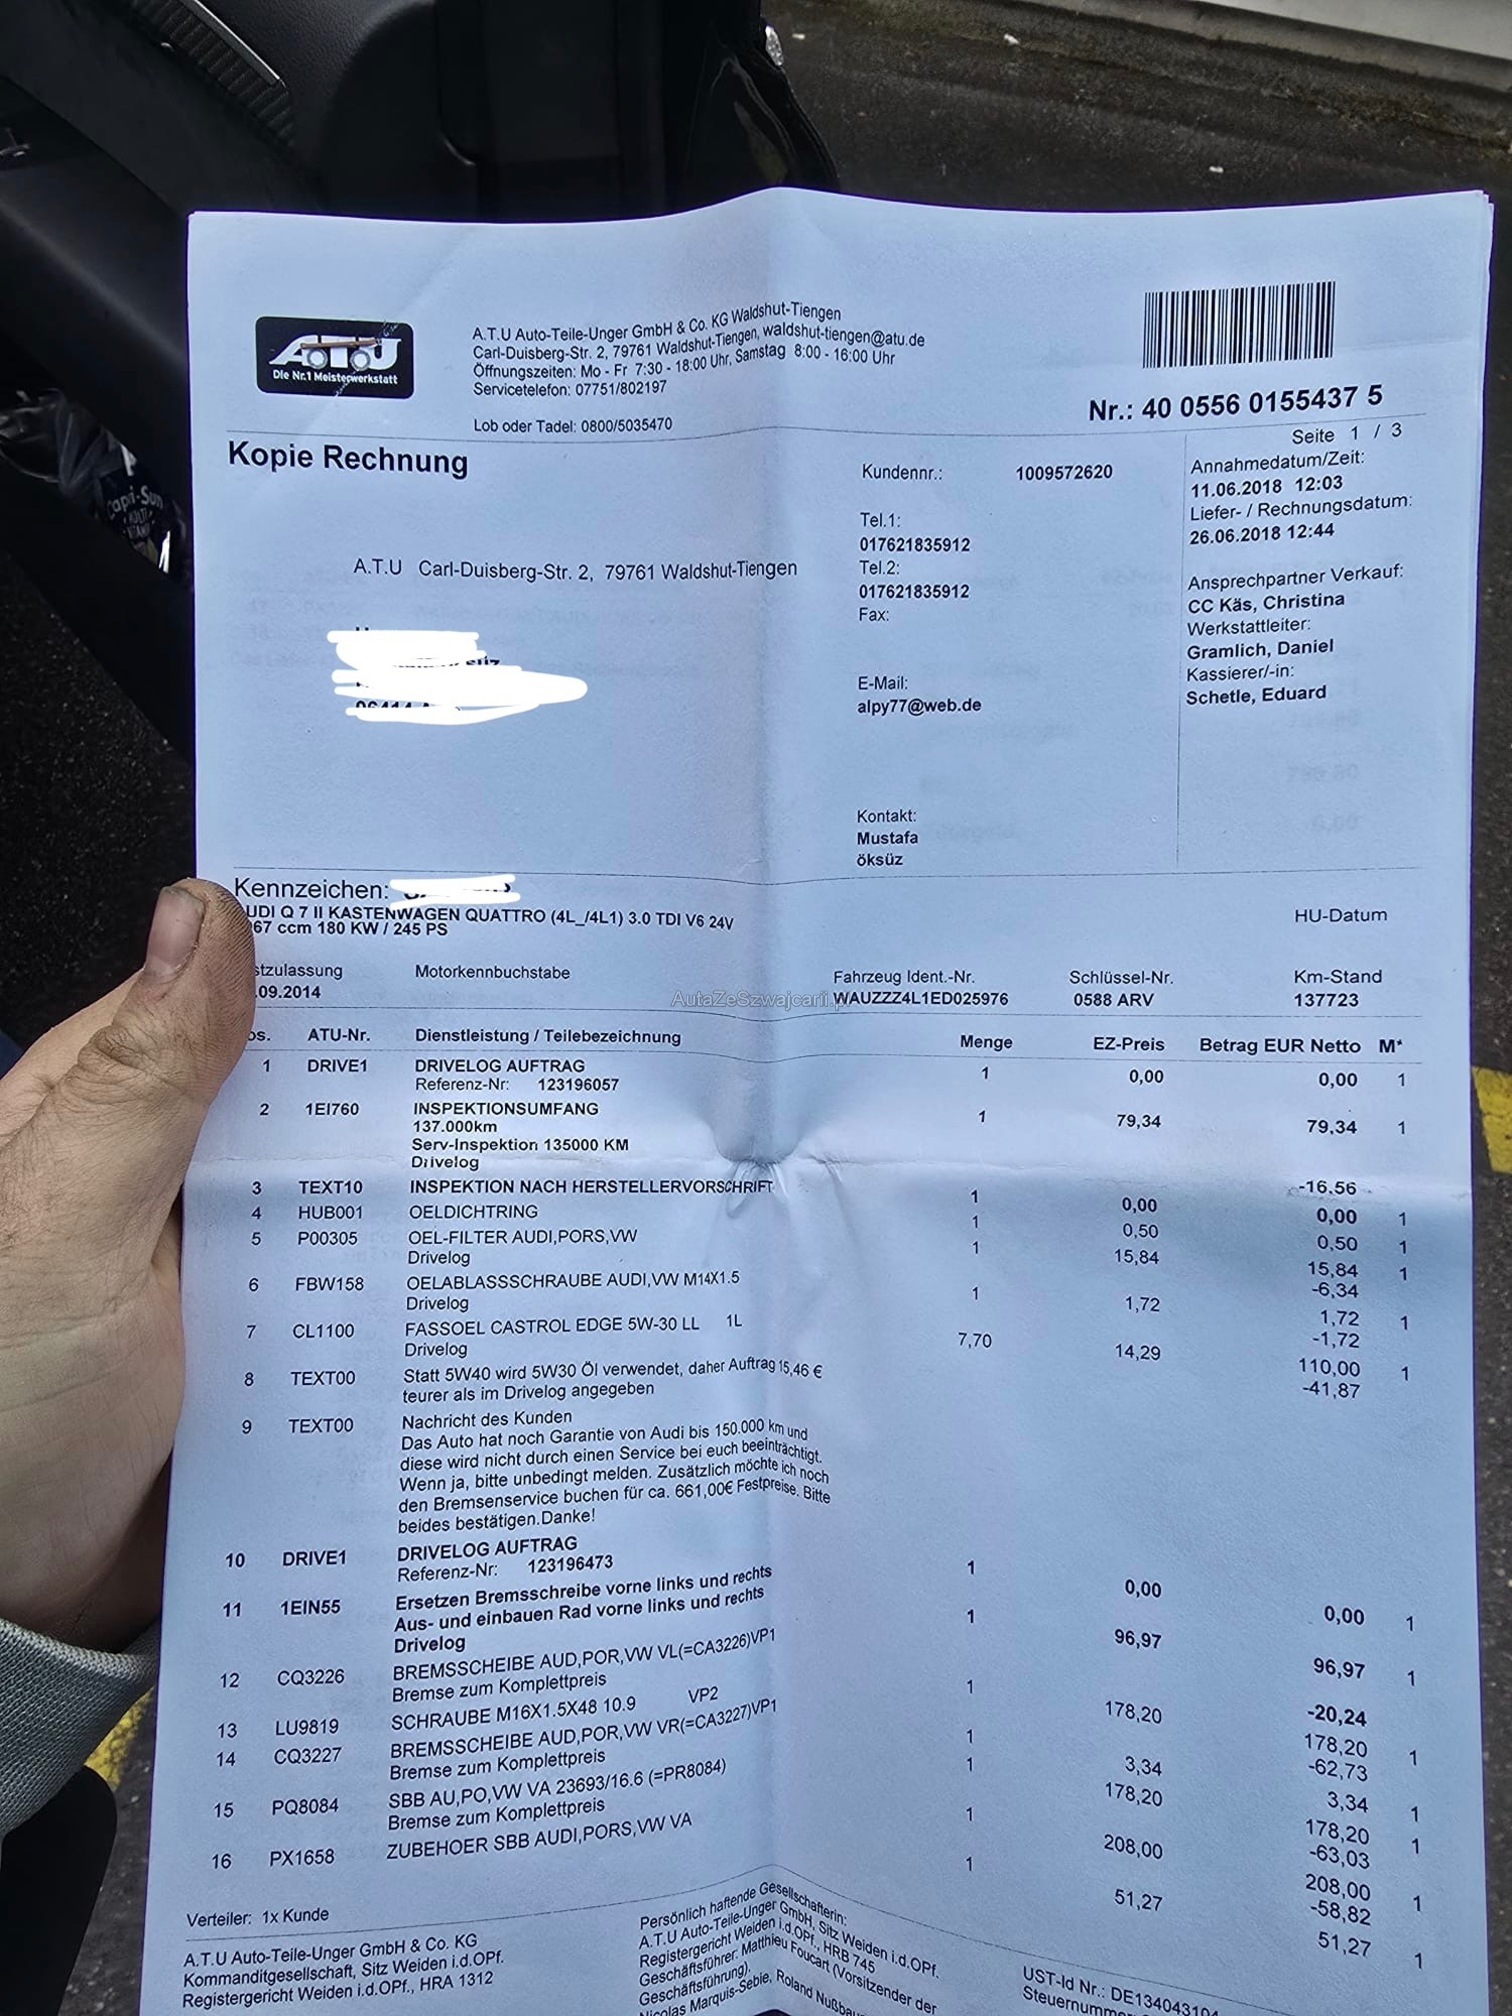 ATU
Die Nr.1 Meisterwerkstatt
A.T.U Auto-Teile-Unger GmbH & Co. KG Waldshut-Tiengen
Carl-Duisberg-Str. 2, 79761 Waldshut-Tiengen, waldshut-tiengen@atu.de
Öffnungszeiten: Mo - Fr 7:30 - 18:00 Uhr, Samstag 8:00 - 16:00 Uhr
Servicetelefon: 07751/802197
Lob oder Tadel: 0800/5035470
Nr.: 40 0556 0155437 5
Seite 1 / 3
Kopie Rechnung
Kundennr.: 1009572620
Annahmedatum/Zeit:
11.06.2018 12:03
Liefer- / Rechnungsdatum:
26.06.2018 12:44
Tel.1:
017621835912
Tel.2:
017621835912
Fax:
A.T.U Carl-Duisberg-Str. 2, 79761 Waldshut-Tiengen
Ansprechpartner Verkauf:
CC Käs, Christina
Werkstattleiter:
Gramlich, Daniel
Kassierer/-in:
Schetle, Eduard
E-Mail:
alpy77@web.de
Kontakt:
Mustafa
öksüz
Kennzeichen:
UDI Q 7 II KASTENWAGEN QUATTRO (4L_/4L1) 3.0 TDI V6 24V
67 ccm 180 KW / 245 PS
HU-Datum
stzulassung Motorkennbuchstabe Fahrzeug Ident.-Nr. Schlüssel-Nr. Km-Stand
.09.2014 WAUZZZ4L1ED025976 0588 ARV 137723
AutaZeSzwajcarii.p
os. ATU-Nr. Dienstleistung / Teilebezeichnung Menge EZ-Preis Betrag EUR Netto M*
1 DRIVE1 DRIVELOG AUFTRAG 1 0,00 0,00 1
Referenz-Nr: 123196057
2 1EI760 INSPEKTIONSUMFANG 1 79,34 79,34 1
137.000km
Serv-Inspektion 135000 KM
Drivelog -16,56
3 TEXT10 INSPEKTION NACH HERSTELLERVORSCHRIFT 1 0,00 0,00 1
4 HUB001 OELDICHTRING 1 0,50 0,50 1
5 P00305 OEL-FILTER AUDI,PORS,VW 1 15,84 15,84 1
Drivelog -6,34
6 FBW158 OELABLASSSCHRAUBE AUDI,VW M14X1.5 1 1,72 1,72 1
Drivelog -1,72
7 CL1100 FASSOEL CASTROL EDGE 5W-30 LL 1L 7,70 14,29 110,00 1
Drivelog -41,87
8 TEXT00 Statt 5W40 wird 5W30 Öl verwendet, daher Auftrag 15,46 €
teurer als im Drivelog angegeben
9 TEXT00 Nachricht des Kunden
Das Auto hat noch Garantie von Audi bis 150.000 km und
diese wird nicht durch einen Service bei euch beeinträchtigt.
Wenn ja, bitte unbedingt melden. Zusätzlich möchte ich noch
den Bremsenservice buchen für ca. 661,00€ Festpreise. Bitte
beides bestätigen.Danke!
10 DRIVE1 DRIVELOG AUFTRAG 1 0,00 0,00 1
Referenz-Nr: 123196473
11 1EIN55 Ersetzen Bremsschreibe vorne links und rechts 1 96,97 96,97 1
Aus- und einbauen Rad vorne links und rechts
Drivelog -20,24
12 CQ3226 BREMSSCHEIBE AUD,POR,VW VL(=CA3226)VP1 1 178,20 178,20 1
Bremse zum Komplettpreis -62,73
13 LU9819 SCHRAUBE M16X1.5X48 10.9 VP2 1 3,34 3,34 1
14 CQ3227 BREMSSCHEIBE AUD,POR,VW VR(=CA3227)VP1 1 178,20 178,20 1
Bremse zum Komplettpreis -63,03
15 PQ8084 SBB AU,PO,VW VA 23693/16.6 (=PR8084) 1 208,00 208,00 1
Bremse zum Komplettpreis -58,82
16 PX1658 ZUBEHOER SBB AUDI,PORS,VW VA 1 51,27 51,27 1
Verteiler: 1x Kunde
A.T.U Auto-Teile-Unger GmbH & Co. KG
Kommanditgesellschaft, Sitz Weiden i.d.OPf.
Registergericht Weiden i.d.OPf., HRA 1312
Persönlich haftende Gesellschafterin:
A.T.U Auto-Teile-Unger GmbH, Sitz Weiden i.d.OPf.
Registergericht Weiden i.d.OPf., HRB 745
Geschäftsführer: Matthieu Foucart (Vorsitzender der
Geschäftsführung),
Nicolas Marquis-Sebie, Roland
UST-Id Nr.: DE134043104
Capri-Sun